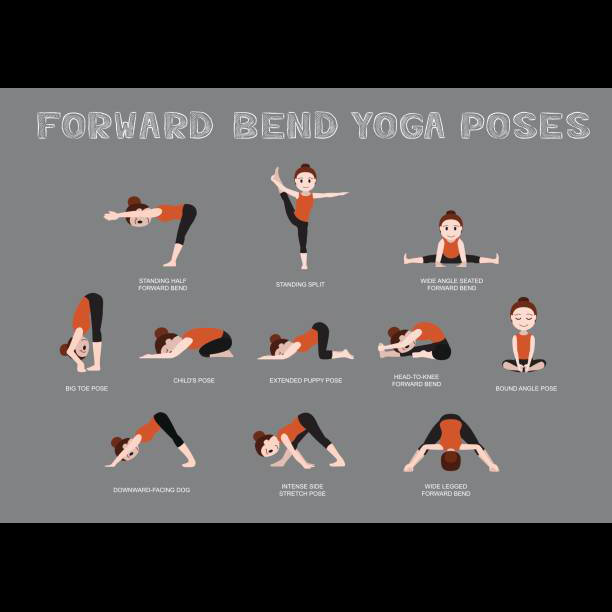 FORWARD BEND YOGA POSES
STANDING HALF
FORWARD BEND
STANDING SPLIT
WIDE ANGLE SEATED
FORWARD BEND
BIG TOE POSE
CHILD'S POSE
EXTENDED PUPPY POSE
HEAD-TO-KNEE
FORWARD BEND
BOUND ANGLE POSE
DOWNWARD-FACING DOG
INTENSE SIDE
STRETCH POSE
WIDE LEGGED
FORWARD BEND